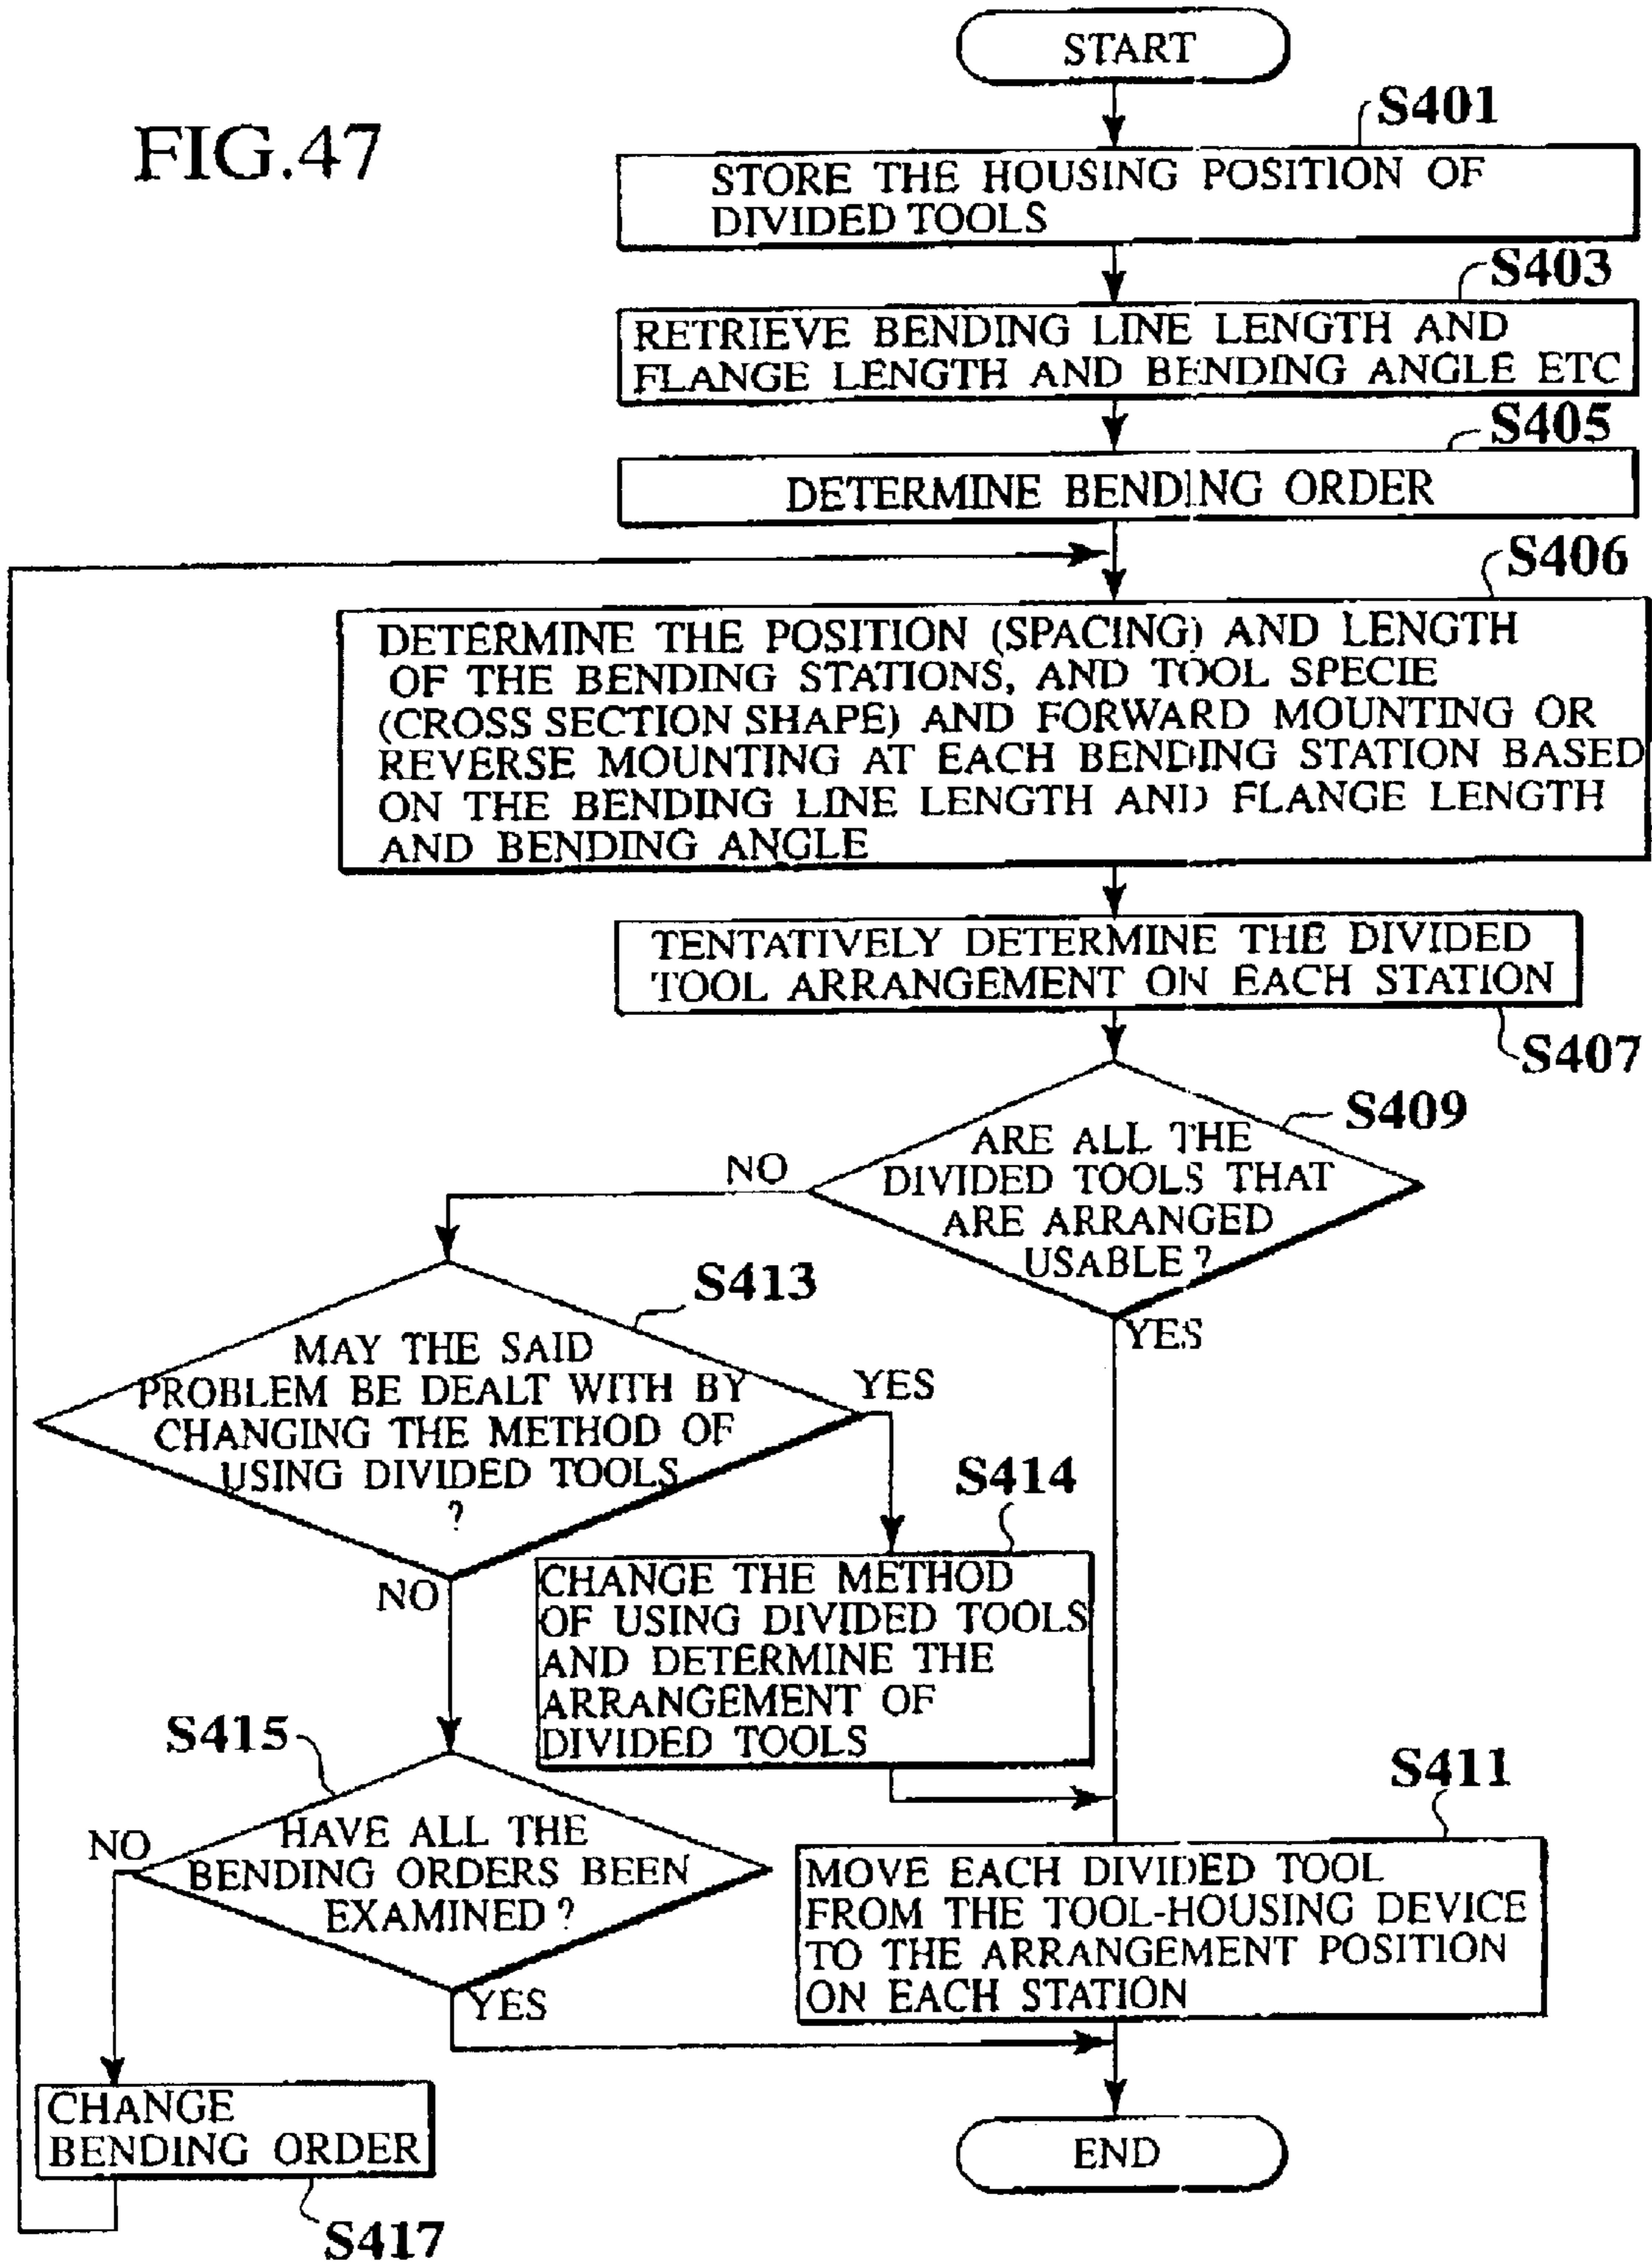 START
FIG.47
S401
STORE THE HOUSING POSITION OF
DIVIDED TOOLS
S403
RETRIEVE BENDING LINE LENGTH AND
FLANGE LENGTH AND BENDING ANGLE ETC
S405
DETERMINE BENDING ORDER
S406
DETERMINE THE POSITION (SPACING) AND LENGTH
OF THE BENDING STATIONS, AND TOOL SPECIE
(CROSS SECTION SHAPE) AND FORWARD MOUNTING OR
REVERSE MOUNTING AT EACH BENDING STATION BASED
ON THE BENDING LINE LENGTH AND FLANGE LENGTH
AND BENDING ANGLE
TENTATIVELY DETERMINE THE DIVIDED
TOOL ARRANGEMENT ON EACH STATION
S407
S409
ARE ALL THE
DIVIDED TOOLS THAT
ARE ARRANGED
USABLE ?
NO
YES
S413
MAY THE SAID
PROBLEM BE DEALT WITH BY
CHANGING THE METHOD OF
USING DIVIDED TOOLS
?
YES
NO
S414
CHANGE THE METHOD
OF USING DIVIDED TOOLS
AND DETERMINE THE
ARRANGEMENT OF
DIVIDED TOOLS
S415
HAVE ALL THE
BENDING ORDERS BEEN
EXAMINED ?
NO
YES
S411
MOVE EACH DIVIDED TOOL
FROM THE TOOL-HOUSING DEVICE
TO THE ARRANGEMENT POSITION
ON EACH STATION
CHANGE
BENDING ORDER
S417
END